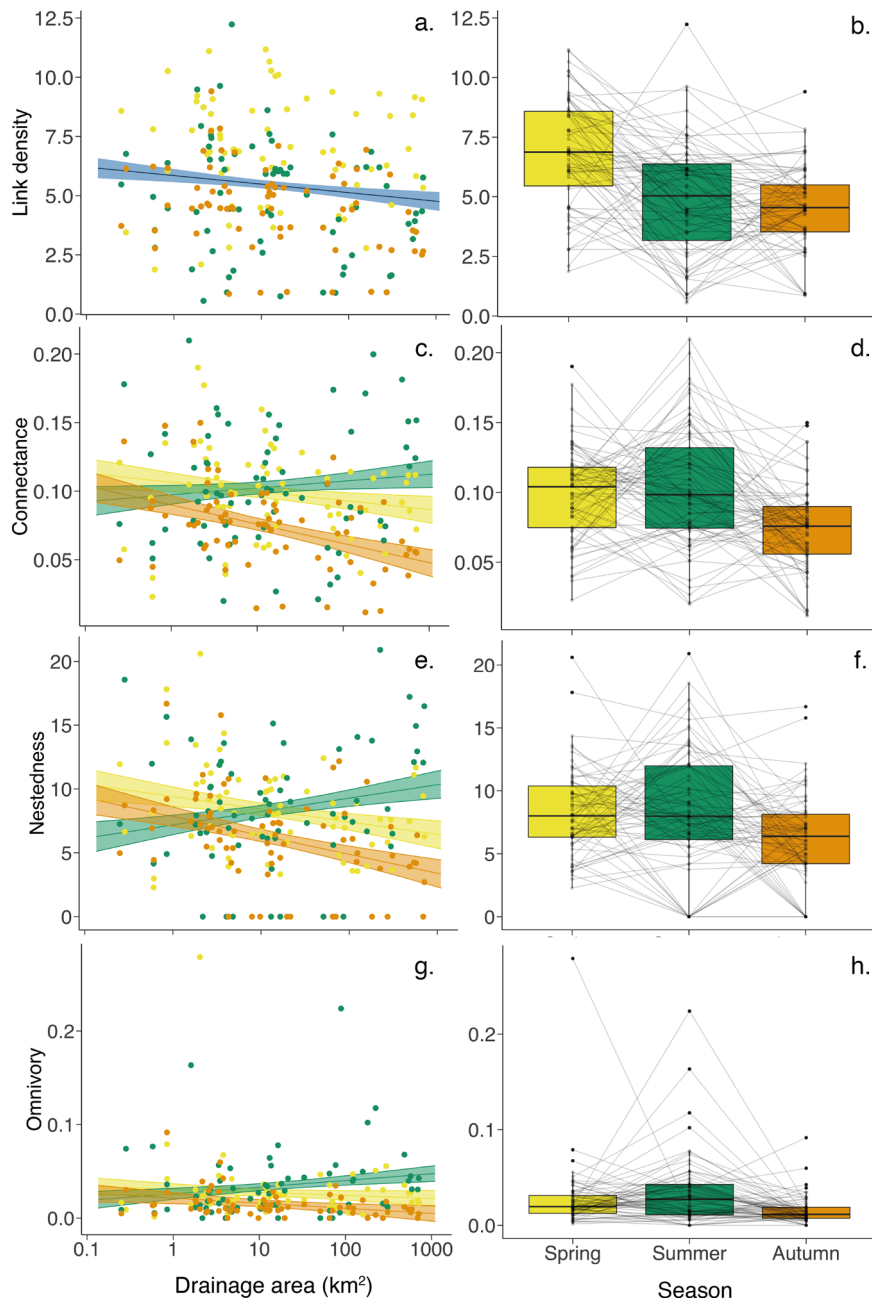 a.
12.5
10.0
7.5
5.0
2.5
0.0
Link density
b.
12.5
10.0
7.5
5.0
2.5
0.0
c.
0.20
0.15
0.10
0.05
Connectance
d.
0.20
0.15
0.10
0.05
e.
20
15
10
5
0
Nestedness
f.
20
15
10
5
0
g.
0.2
0.1
0.0
Omnivory
0.1
1
10
100
1000
Drainage area (km²)
h.
0.2
0.1
0.0
Spring
Summer
Autumn
Season